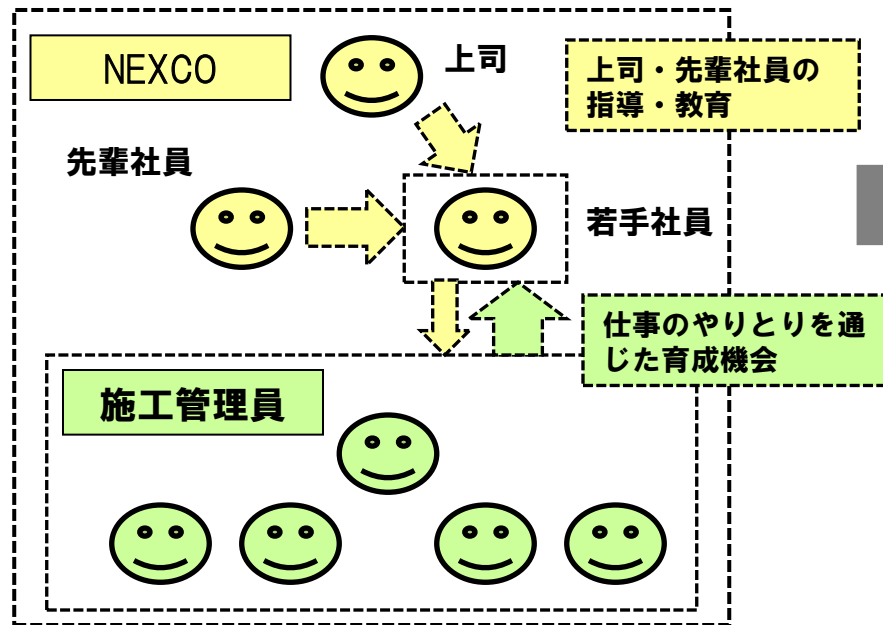 NEXCO
上司
上司・先輩社員の
指導・教育
先輩社員
若手社員
仕事のやりとりを通
じた育成機会
施工管理員